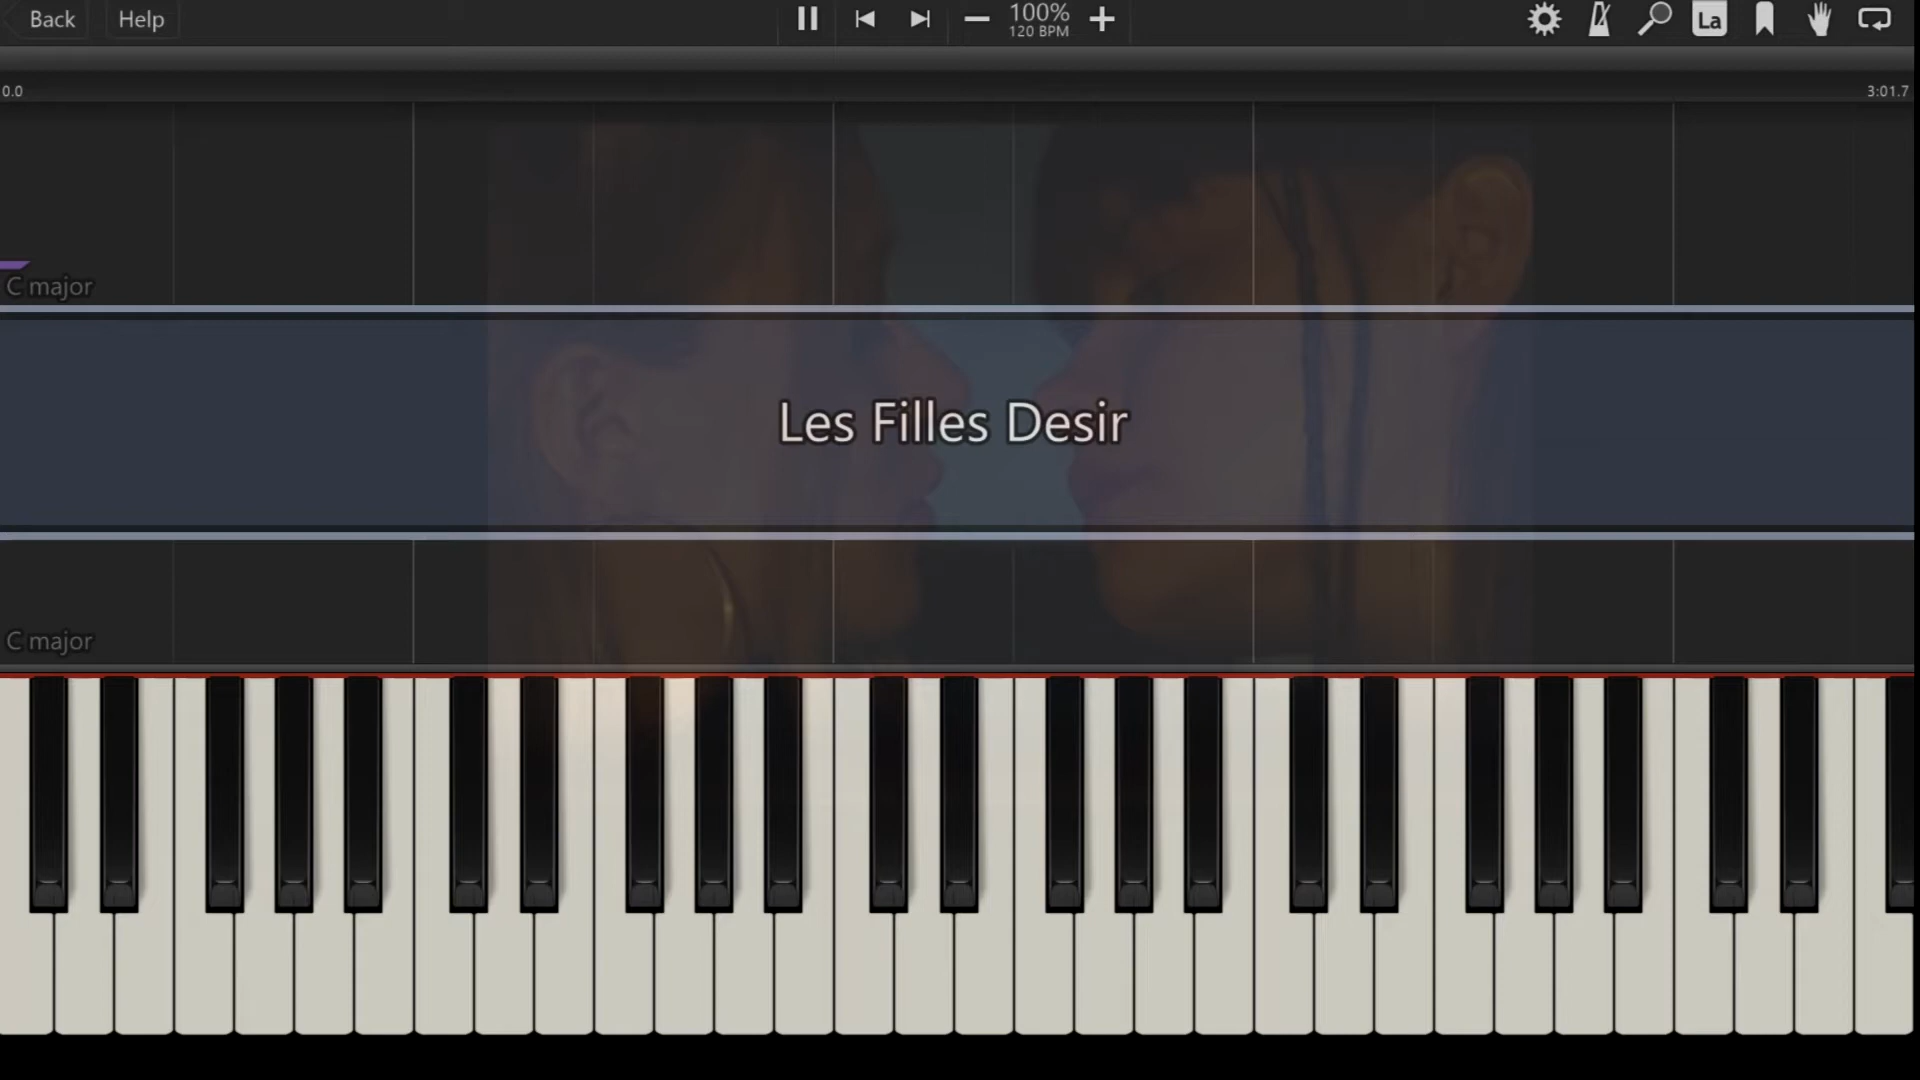 Back
Help
100%
120 BPM
La
0.0
3:01.7
C major
Les Filles Desir
C major